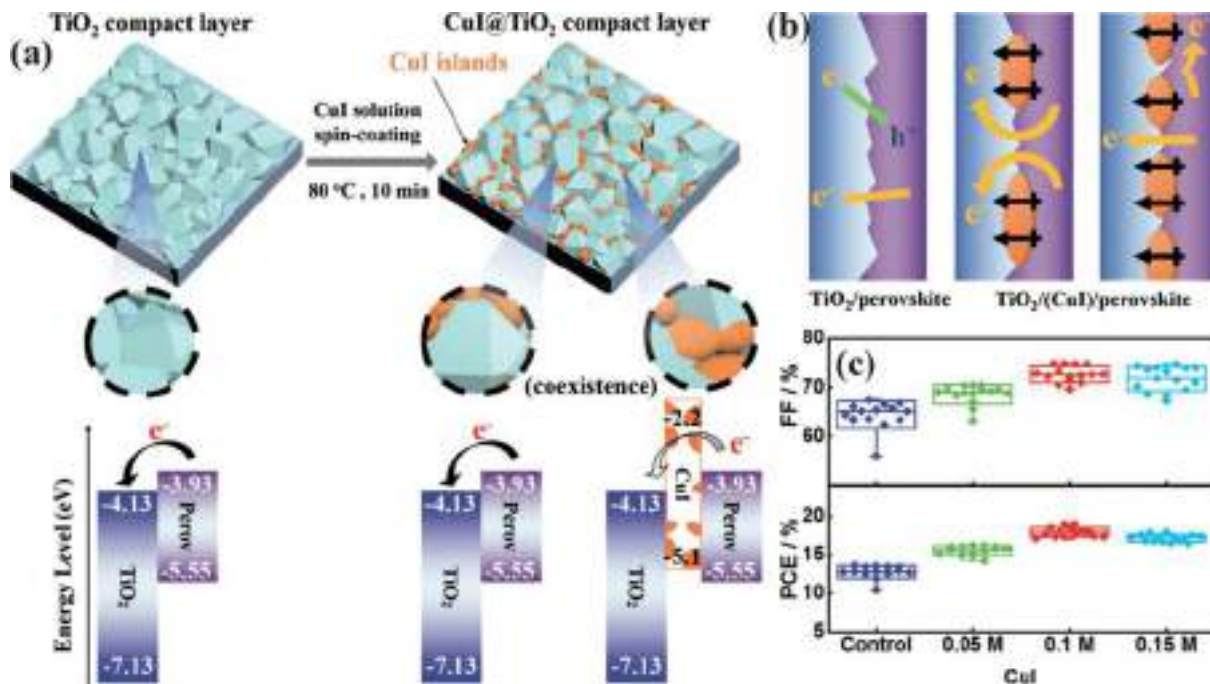 (a)
TiO₂ compact layer
CuI@TiO₂ compact layer
CuI islands
CuI solution
spin-coating
80 °C , 10 min
(coexistence)
Energy Level (eV)
e⁻
-4.13
-3.93
TiO₂
Perov
-5.55
-7.13
e⁻
-4.13
-3.93
TiO₂
Perov
-5.55
-7.13
-2.2
e⁻
-4.13
CuI
-3.93
TiO₂
Perov
-5.1
-5.55
-7.13
(b)
e⁻
h⁺
e⁻
e⁻
e⁻
e⁻
e⁻
TiO₂/perovskite
TiO₂/(CuI)/perovskite
(c)
FF / %
80
70
60
PCE / %
20
15
10
5
Control
0.05 M
0.1 M
0.15 M
CuI